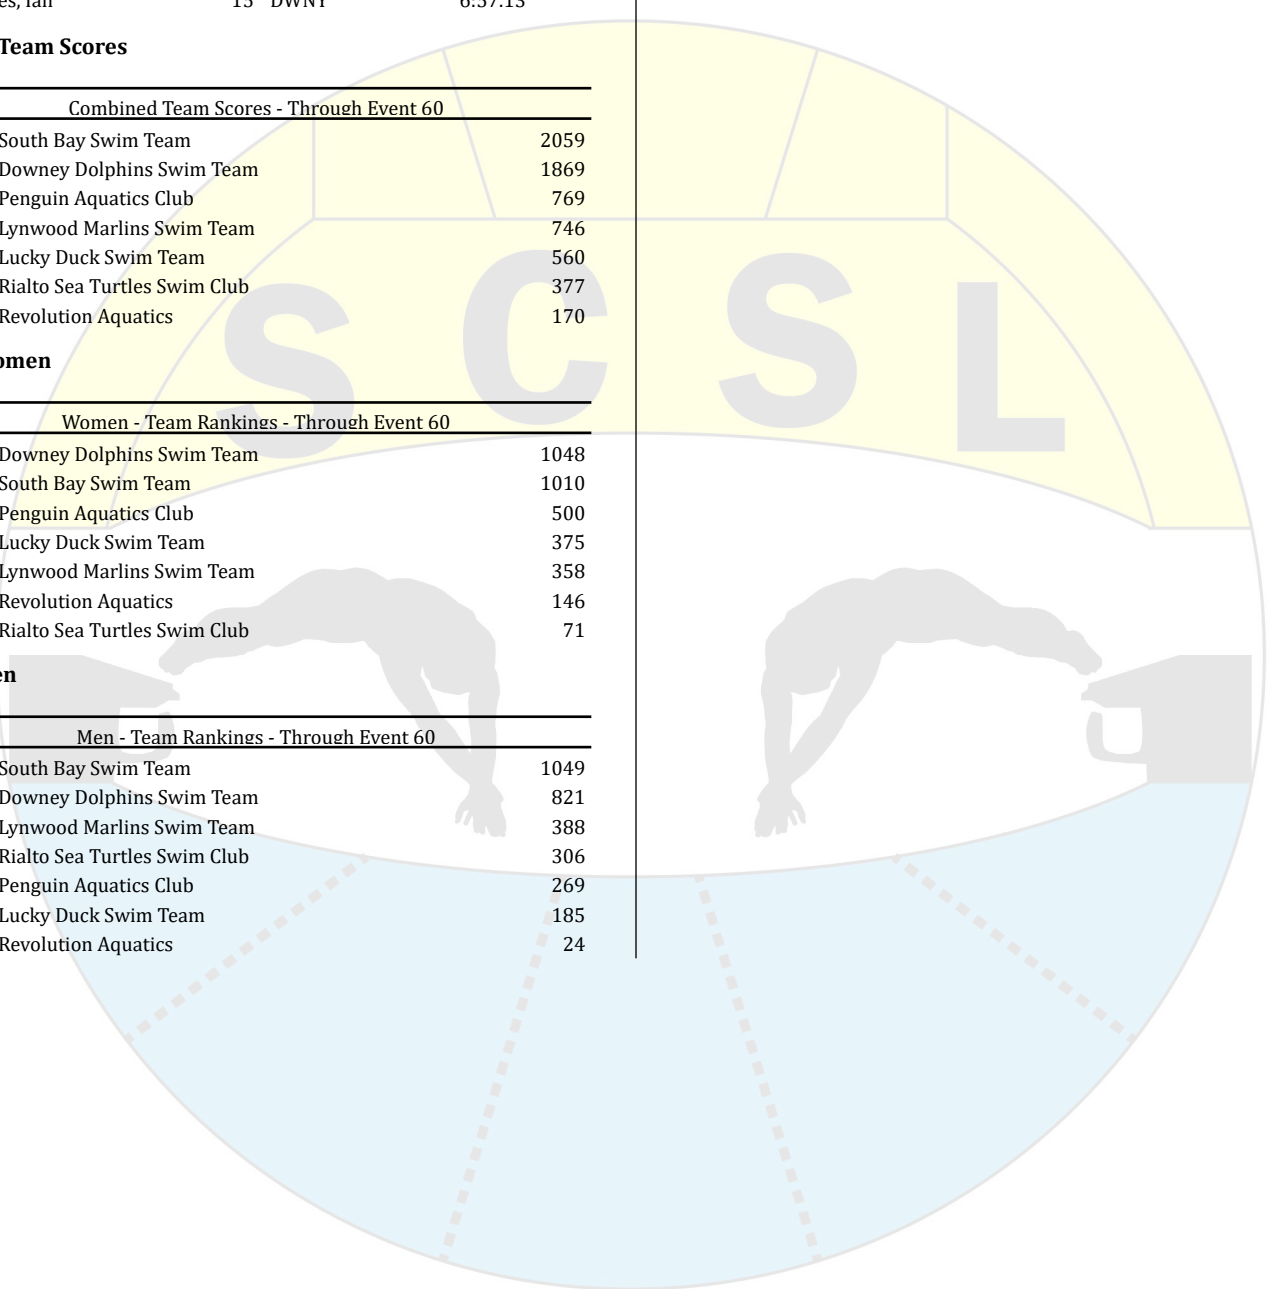 15 DWNY 6:57.13
Team Scores
Combined Team Scores - Through Event 60
South Bay Swim Team 2059
Downey Dolphins Swim Team 1869
Penguin Aquatics Club 769
Lynwood Marlins Swim Team 746
Lucky Duck Swim Team 560
Rialto Sea Turtles Swim Club 377
Revolution Aquatics 170
omen
Women - Team Rankings - Through Event 60
Downey Dolphins Swim Team 1048
South Bay Swim Team 1010
Penguin Aquatics Club 500
Lucky Duck Swim Team 375
Lynwood Marlins Swim Team 358
Revolution Aquatics 146
Rialto Sea Turtles Swim Club 71
en
Men - Team Rankings - Through Event 60
South Bay Swim Team 1049
Downey Dolphins Swim Team 821
Lynwood Marlins Swim Team 388
Rialto Sea Turtles Swim Club 306
Penguin Aquatics Club 269
Lucky Duck Swim Team 185
Revolution Aquatics 24
SCSL